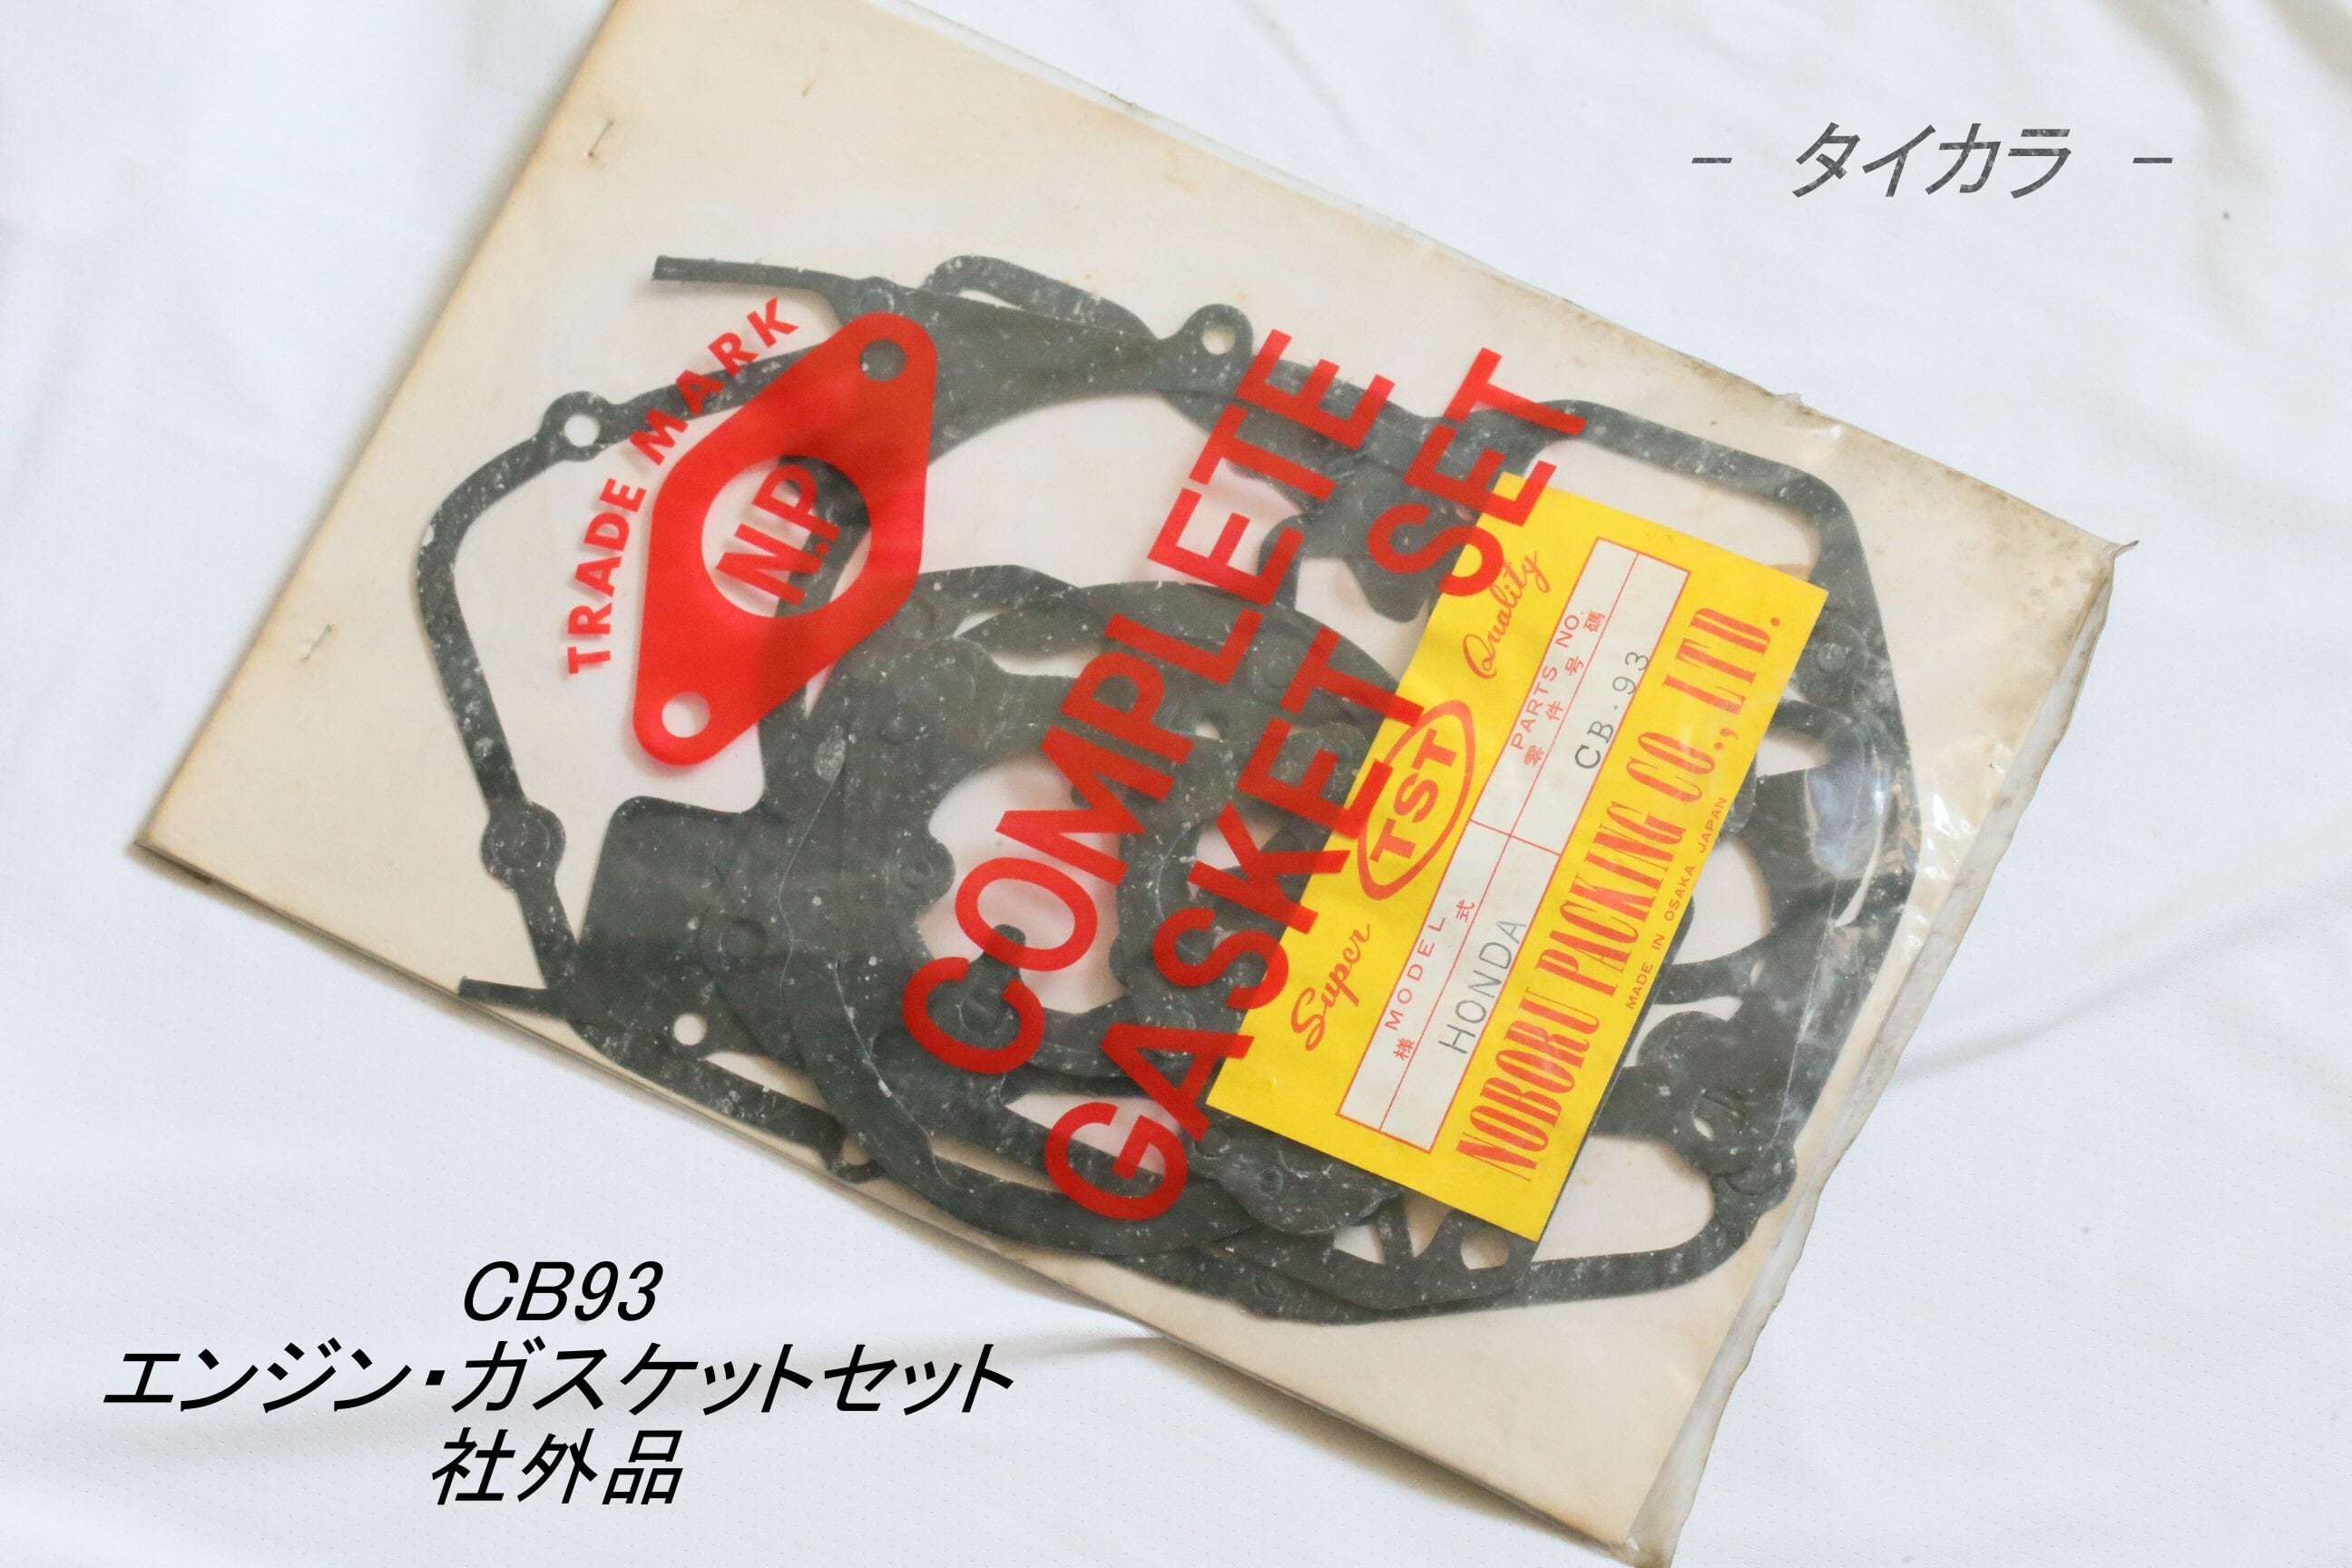 - タイカラ -
TRADE MARK
N.P
COMPLETE
GASKET SET
Super TST Quality
MODEL PARTS NO.
様式 零件号碼
HONDA CB.93
NOBORU PACKING CO., LTD.
MADE IN OSAKA JAPAN
CB93
エンジン・ガスケットセット
社外品